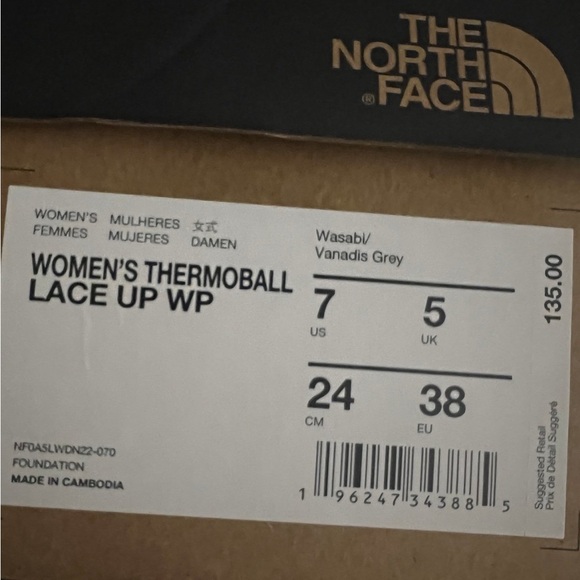 THE
NORTH
® FACE
WOMEN'S MULHERES 女式
FEMMES MUJERES DAMEN
WOMEN'S THERMOBALL
LACE UP WP
Wasabi/
Vanadis Grey
7 5
US UK
24 38
CM EU
135.00
Suggested Retail
Prix de Détail Suggéré
NF0A5LWDN22-070
FOUNDATION
MADE IN CAMBODIA
1 96247 34388 5